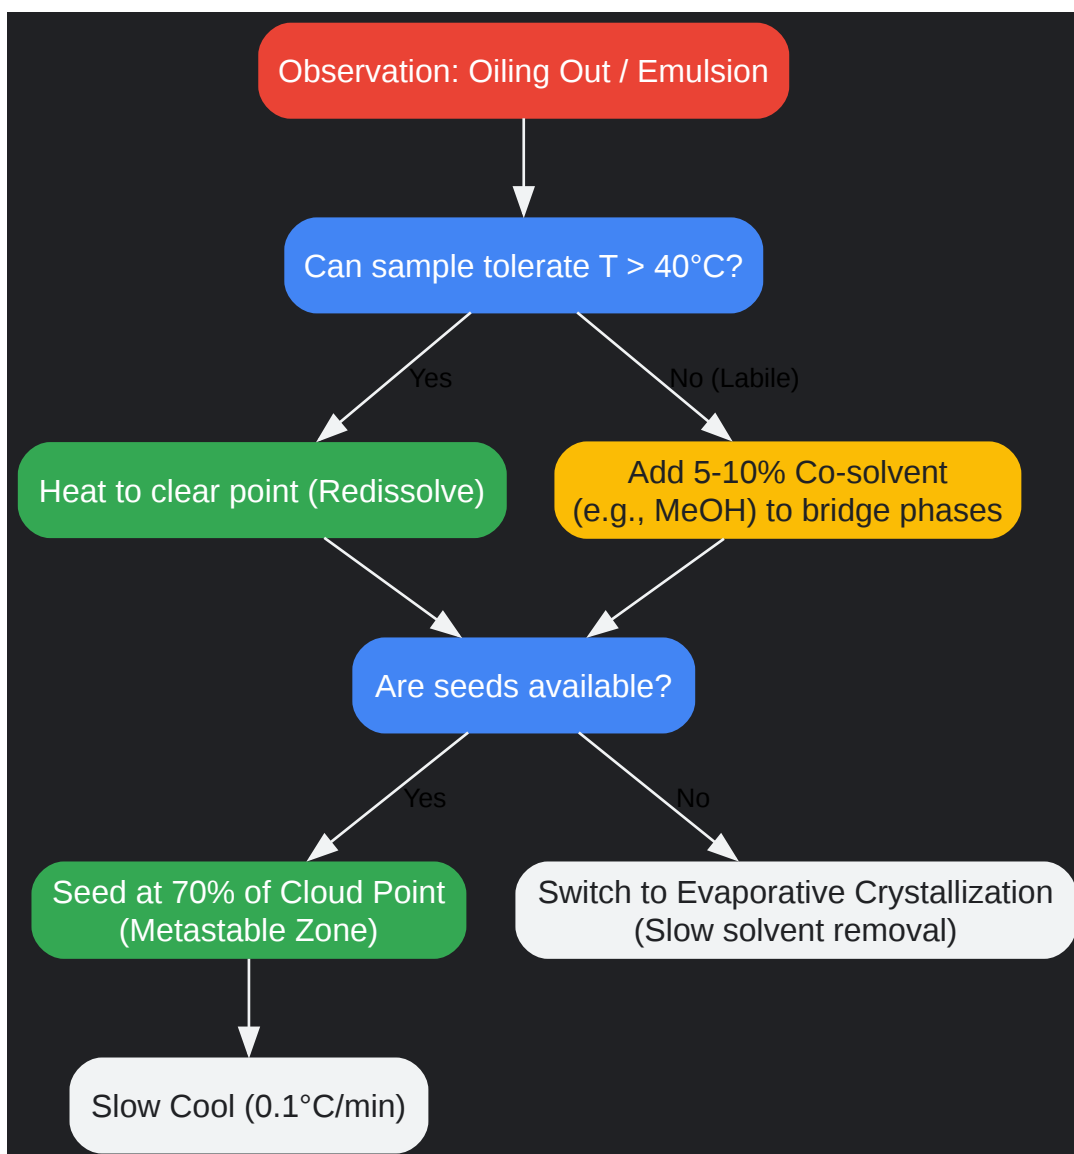 Observation: Oiling Out / Emulsion
Can sample tolerate T > 40°C?
Yes
No (Labile)
Heat to clear point (Redissolve)
Add 5-10% Co-solvent
(e.g., MeOH) to bridge phases
Are seeds available?
Yes
No
Seed at 70% of Cloud Point
(Metastable Zone)
Switch to Evaporative Crystallization
(Slow solvent removal)
Slow Cool (0.1°C/min)